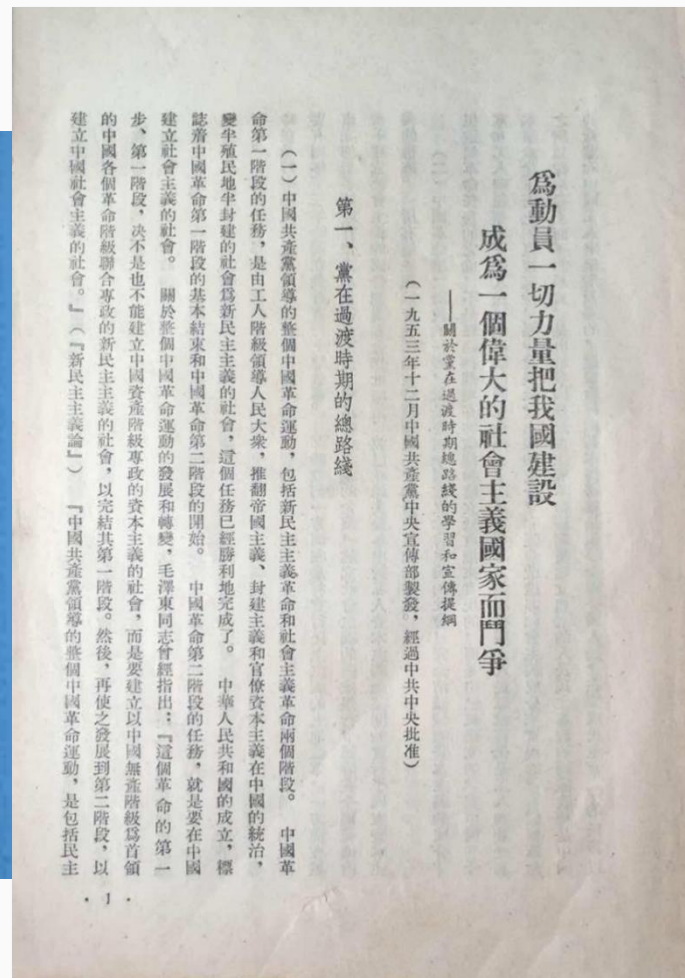 爲動員一切力量把我國建設
成爲一個偉大的社會主義國家而鬥爭
——關於黨在過渡時期總路綫的學習和宣傳提綱
（一九五三年十二月中國共產黨中央宣傳部製發，經過中共中央批准）
第一、黨在過渡時期的總路綫
（一）中國共產黨領導的整個中國革命運動，包括新民主主義革命和社會主義革命兩個階段。　中國革
命第一階段的任務，是由工人階級領導人民大衆，推翻帝國主義、封建主義和官僚資本主義在中國的統治，
變半殖民地半封建的社會爲新民主主義的社會，這個任務已經勝利地完成了。　中華人民共和國的成立，標
誌着中國革命第一階段的基本結束和中國革命第二階段的開始。　中國革命第二階段的任務，就是要在中國
建立社會主義的社會。　關於整個中國革命運動的發展和轉變，毛澤東同志曾經指出：『這個革命的第一
步、第一階段，決不是也不能建立中國資產階級專政的資本主義的社會，而是要建立以中國無產階級爲首領
的中國各個革命階級聯合專政的新民主主義的社會，以完結其第一階段。然後，再使之發展到第二階段，以
建立中國社會主義的社會。』（『新民主主義論』）　『中國共產黨領導的整個中國革命運動，是包括民主
· 1 ·